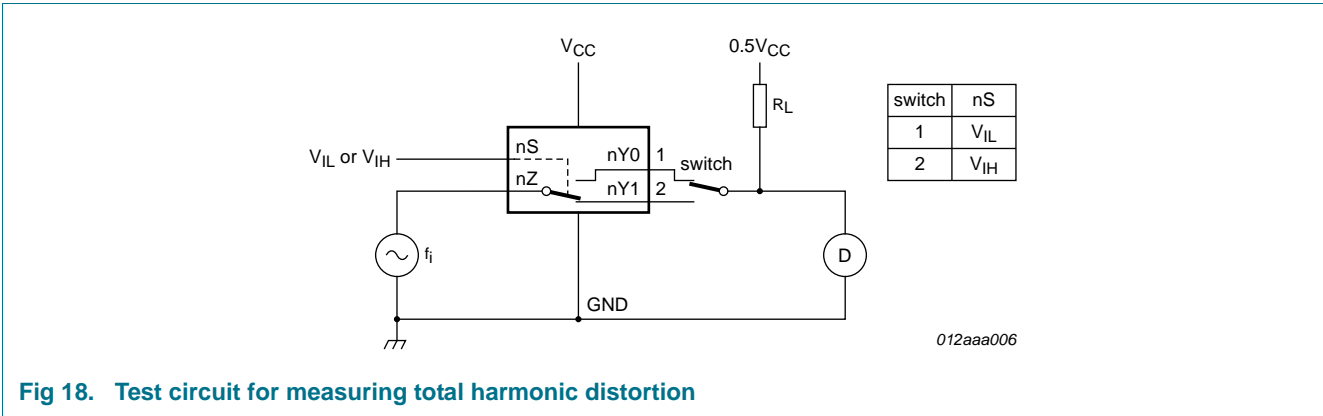 VCC
0.5VCC
RL
switch nS
1 VIL
2 VIH
VIL or VIH
nS
nY0 1
switch
nZ
nY1 2
fi
D
GND
012aaa006
Fig 18. Test circuit for measuring total harmonic distortion